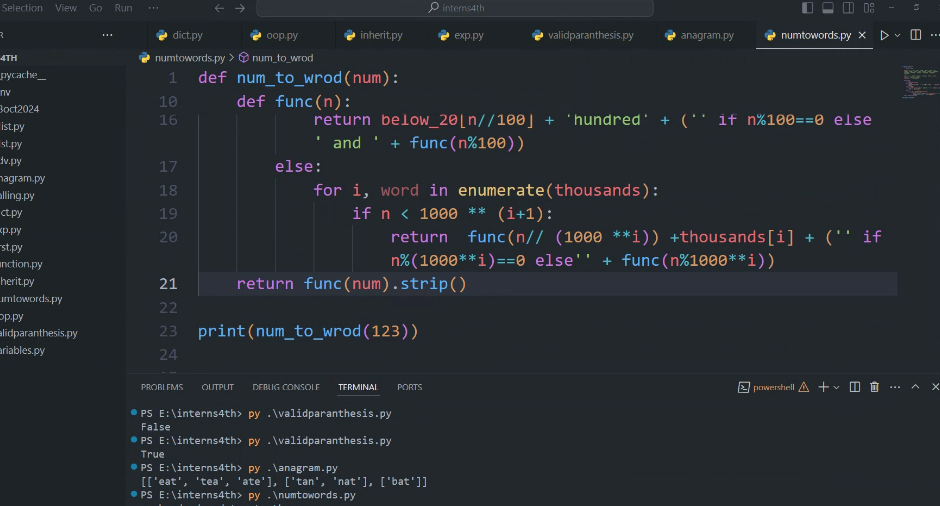 Selection View Go Run ...
interns4th
...
dict.py oop.py inherit.py exp.py validparanthesis.py anagram.py numtowords.py
4TH
numtowords.py > num_to_wrod
pycache__
nv
3oct2024
list.py
st.py
dv.py
nagram.py
alling.py
ct.py
xp.py
rst.py
unction.py
herit.py
umtowords.py
op.py
alidparanthesis.py
ariables.py
1 def num_to_wrod(num):
10 def func(n):
16 return below_20[n//100] + 'hundred' + ('' if n%100==0 else
' and ' + func(n%100))
17 else:
18 for i, word in enumerate(thousands):
19 if n < 1000 ** (i+1):
20 return func(n// (1000 **i)) +thousands[i] + ('' if
n%(1000**i)==0 else'' + func(n%1000**i))
21 return func(num).strip()
22
23 print(num_to_wrod(123))
24
PROBLEMS OUTPUT DEBUG CONSOLE TERMINAL PORTS
powershell
PS E:\interns4th> py .\validparanthesis.py
False
PS E:\interns4th> py .\validparanthesis.py
True
PS E:\interns4th> py .\anagram.py
[['eat', 'tea', 'ate'], ['tan', 'nat'], ['bat']]
PS E:\interns4th> py .\numtowords.py